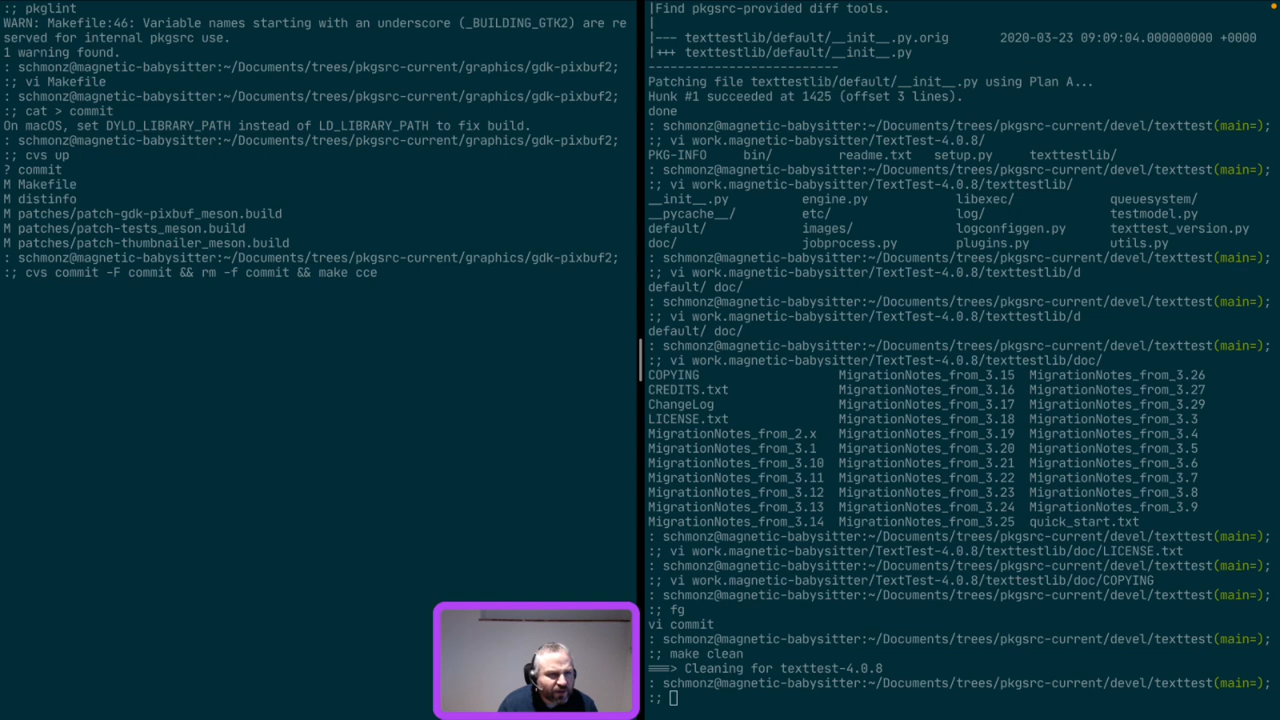 :; pkglint
WARN: Makefile:46: Variable names starting with an underscore (_BUILDING_GTK2) are re
served for internal pkgsrc use.
1 warning found.
: schmonz@magnetic-babysitter:~/Documents/trees/pkgsrc-current/graphics/gdk-pixbuf2;
:; vi Makefile
: schmonz@magnetic-babysitter:~/Documents/trees/pkgsrc-current/graphics/gdk-pixbuf2;
:; cat > commit
On macOS, set DYLD_LIBRARY_PATH instead of LD_LIBRARY_PATH to fix build.
: schmonz@magnetic-babysitter:~/Documents/trees/pkgsrc-current/graphics/gdk-pixbuf2;
:; cvs up
? commit
M Makefile
M distinfo
M patches/patch-gdk-pixbuf_meson.build
M patches/patch-tests_meson.build
M patches/patch-thumbnailer_meson.build
: schmonz@magnetic-babysitter:~/Documents/trees/pkgsrc-current/graphics/gdk-pixbuf2;
:; cvs commit -F commit && rm -f commit && make cce
|Find pkgsrc-provided diff tools.
|
|--- texttestlib/default/__init__.py.orig 2020-03-23 09:09:04.000000000 +0000
|+++ texttestlib/default/__init__.py
--------------------------
Patching file texttestlib/default/__init__.py using Plan A...
Hunk #1 succeeded at 1425 (offset 3 lines).
done
: schmonz@magnetic-babysitter:~/Documents/trees/pkgsrc-current/devel/texttest(main=);
:; vi work.magnetic-babysitter/TextTest-4.0.8/
PKG-INFO bin/ readme.txt setup.py texttestlib/
: schmonz@magnetic-babysitter:~/Documents/trees/pkgsrc-current/devel/texttest(main=);
:; vi work.magnetic-babysitter/TextTest-4.0.8/texttestlib/
__init__.py engine.py libexec/ queuesystem/
__pycache__/ etc/ log/ testmodel.py
default/ images/ logconfiggen.py texttest_version.py
doc/ jobprocess.py plugins.py utils.py
: schmonz@magnetic-babysitter:~/Documents/trees/pkgsrc-current/devel/texttest(main=);
:; vi work.magnetic-babysitter/TextTest-4.0.8/texttestlib/d
default/ doc/
: schmonz@magnetic-babysitter:~/Documents/trees/pkgsrc-current/devel/texttest(main=);
:; vi work.magnetic-babysitter/TextTest-4.0.8/texttestlib/d
default/ doc/
: schmonz@magnetic-babysitter:~/Documents/trees/pkgsrc-current/devel/texttest(main=);
:; vi work.magnetic-babysitter/TextTest-4.0.8/texttestlib/doc/
COPYING MigrationNotes_from_3.15 MigrationNotes_from_3.26
CREDITS.txt MigrationNotes_from_3.16 MigrationNotes_from_3.27
ChangeLog MigrationNotes_from_3.17 MigrationNotes_from_3.29
LICENSE.txt MigrationNotes_from_3.18 MigrationNotes_from_3.3
MigrationNotes_from_2.x MigrationNotes_from_3.19 MigrationNotes_from_3.4
MigrationNotes_from_3.1 MigrationNotes_from_3.20 MigrationNotes_from_3.5
MigrationNotes_from_3.10 MigrationNotes_from_3.21 MigrationNotes_from_3.6
MigrationNotes_from_3.11 MigrationNotes_from_3.22 MigrationNotes_from_3.7
MigrationNotes_from_3.12 MigrationNotes_from_3.23 MigrationNotes_from_3.8
MigrationNotes_from_3.13 MigrationNotes_from_3.24 MigrationNotes_from_3.9
MigrationNotes_from_3.14 MigrationNotes_from_3.25 quick_start.txt
: schmonz@magnetic-babysitter:~/Documents/trees/pkgsrc-current/devel/texttest(main=);
:; vi work.magnetic-babysitter/TextTest-4.0.8/texttestlib/doc/LICENSE.txt
: schmonz@magnetic-babysitter:~/Documents/trees/pkgsrc-current/devel/texttest(main=);
:; vi work.magnetic-babysitter/TextTest-4.0.8/texttestlib/doc/COPYING
: schmonz@magnetic-babysitter:~/Documents/trees/pkgsrc-current/devel/texttest(main=);
:; fg
vi commit
: schmonz@magnetic-babysitter:~/Documents/trees/pkgsrc-current/devel/texttest(main=);
:; make clean
===> Cleaning for texttest-4.0.8
: schmonz@magnetic-babysitter:~/Documents/trees/pkgsrc-current/devel/texttest(main=);
:;